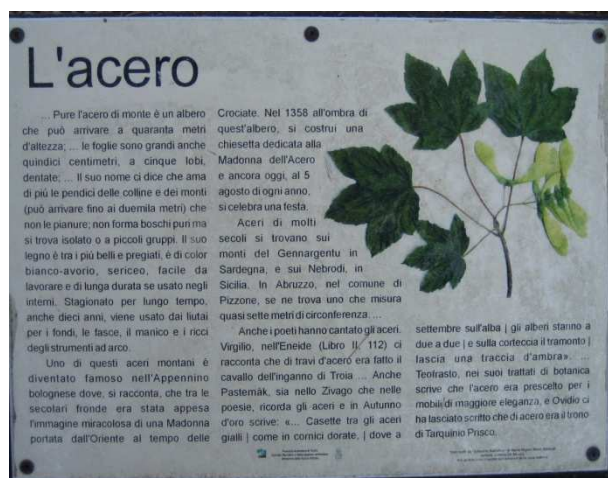 L'acero
... Pure l'acero di monte è un albero
che può arrivare a quaranta metri
d'altezza; ... le foglie sono grandi anche
quindici centimetri, a cinque lobi,
dentate; ... Il suo nome ci dice che ama
di più le pendici delle colline e dei monti
(può arrivare fino ai duemila metri) che
non le pianure; non forma boschi puri ma
si trova isolato o a piccoli gruppi. Il suo
legno è tra i più belli e pregiati, è di color
bianco-avorio, sericeo, facile da
lavorare e di lunga durata se usato negli
interni. Stagionato per lungo tempo,
anche dieci anni, viene usato dai liutai
per i fondi, le fasce, il manico e i ricci
degli strumenti ad arco.
Uno di questi aceri montani è
diventato famoso nell'Appennino
bolognese dove, si racconta, che tra le
secolari fronde era stata appesa
l'immagine miracolosa di una Madonna
portata dall'Oriente al tempo delle
Crociate. Nel 1358 all'ombra di
quest'albero, si costruì una
chiesetta dedicata alla
Madonna dell'Acero
e ancora oggi, al 5
agosto di ogni anno,
si celebra una festa.
Aceri di molti
secoli si trovano sui
monti del Gennargentu in
Sardegna, e sui Nebrodi, in
Sicilia. In Abruzzo, nel comune di
Pizzone, se ne trova uno che misura
quasi sette metri di circonferenza. ...
Anche i poeti hanno cantato gli aceri.
Virgilio, nell'Eneide (Libro II, 112) ci
racconta che di travi d'acero era fatto il
cavallo dell'inganno di Troia ... Anche
Pasternàk, sia nello Zivago che nelle
poesie, ricorda gli aceri e in Autunno
d'oro scrive: «... Casette tra gli aceri
gialli | come in cornici dorate, | dove a
settembre sull'alba | gli alberi stanno a
due a due | e sulla corteccia il tramonto |
lascia una traccia d'ambra». ...
Teofrasto, nei suoi trattati di botanica
scrive che l'acero era prescelto per i
mobili di maggiore eleganza, e Ovidio ci
ha lasciato scritto che di acero era il trono
di Tarquinio Prisco.